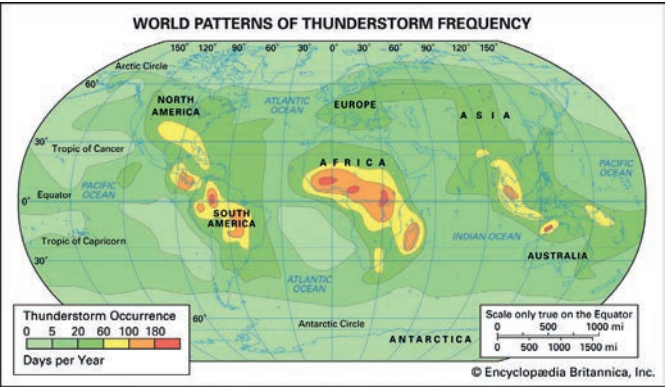 WORLD PATTERNS OF THUNDERSTORM FREQUENCY
150° 120° 90° 60° 30° 0° 30° 60° 90° 120° 150°
Arctic Circle
60°
NORTH
AMERICA
ATLANTIC
OCEAN
EUROPE
ASIA
30°
Tropic of Cancer
AFRICA
PACIFIC
OCEAN
PACIFIC
OCEAN
Equator
0°
SOUTH
AMERICA
Tropic of Capricorn
INDIAN OCEAN
AUSTRALIA
30°
ATLANTIC
OCEAN
60°
Antarctic Circle
ANTARCTICA
Thunderstorm Occurrence
0 5 20 60 100 180
Days per Year
Scale only true on the Equator
0 500 1000 mi
0 500 1000 1500 mi
© Encyclopædia Britannica, Inc.